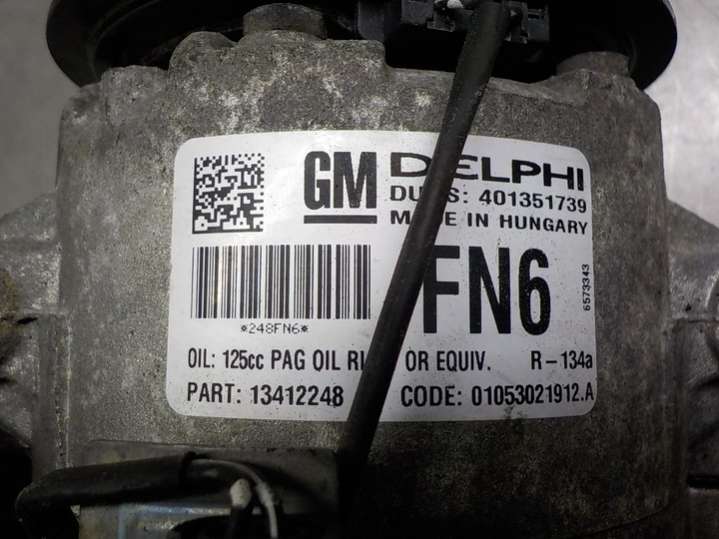 GM DELPHI
401351739
MADE IN HUNGARY
*248FN6*
FN6
6573343
OIL: 125cc PAG OIL OR EQUIV. R-134a
PART: 13412248 CODE: 01053021912.A